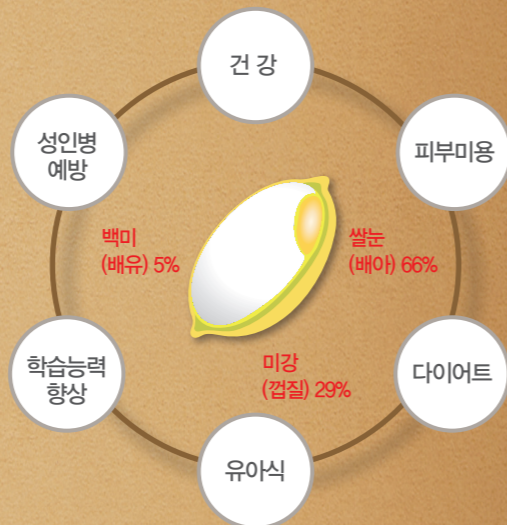 건 강
성인병
예방
피부미용
백미
(배유) 5%
쌀눈
(배아) 66%
미강
(껍질) 29%
학습능력
향상
다이어트
유아식